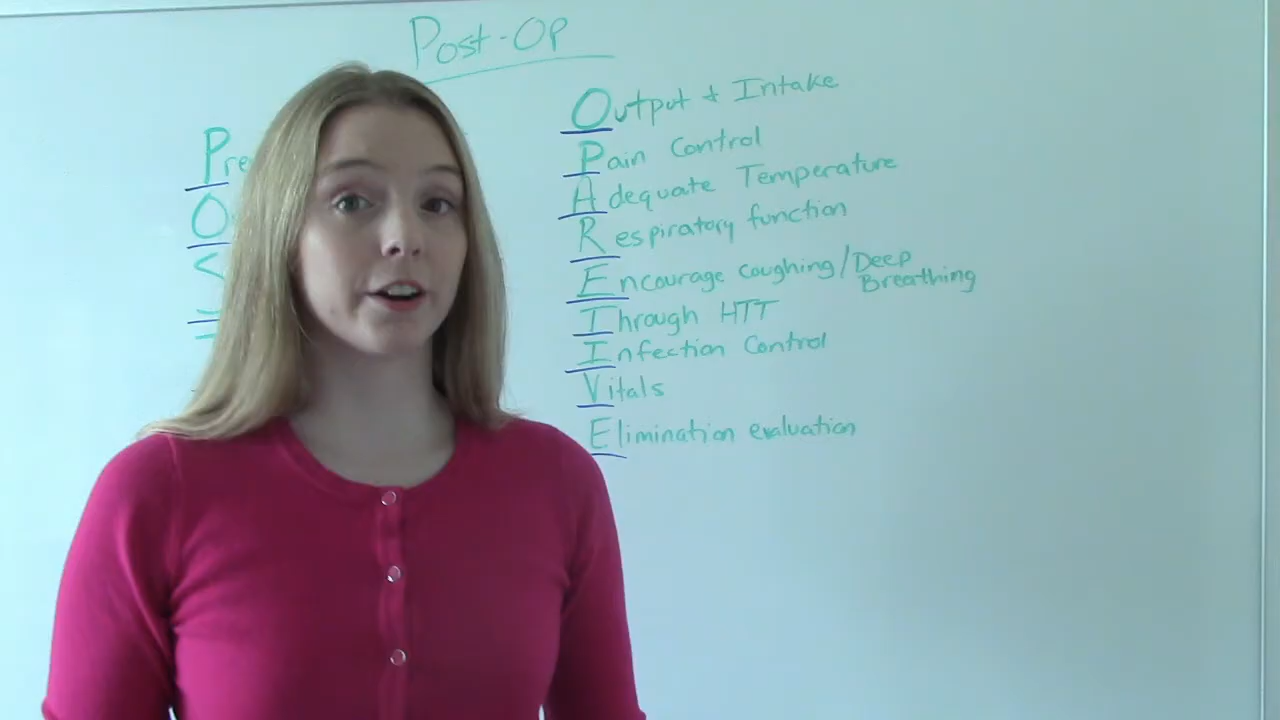 Post-OP
Output + Intake
Pain Control
Adequate Temperature
Respiratory function
Encourage Coughing/Deep
Breathing
Through HTT
Infection Control
Vitals
Elimination evaluation
Pre
O